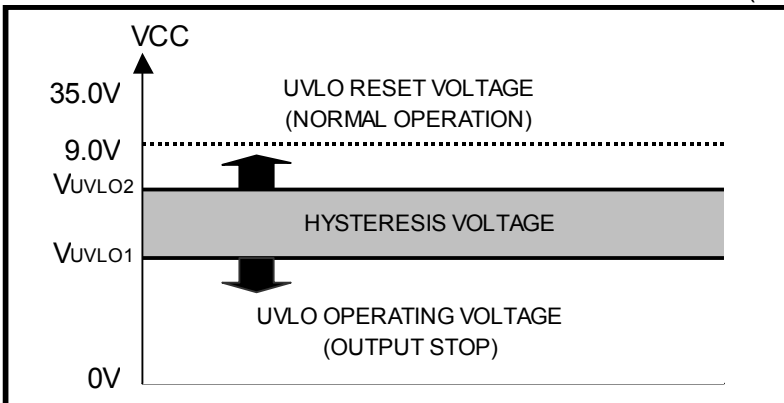 VCC
35.0V
UVLO RESET VOLTAGE
(NORMAL OPERATION)
9.0V
VUVLO2
HYSTERESIS VOLTAGE
VUVLO1
UVLO OPERATING VOLTAGE
(OUTPUT STOP)
0V